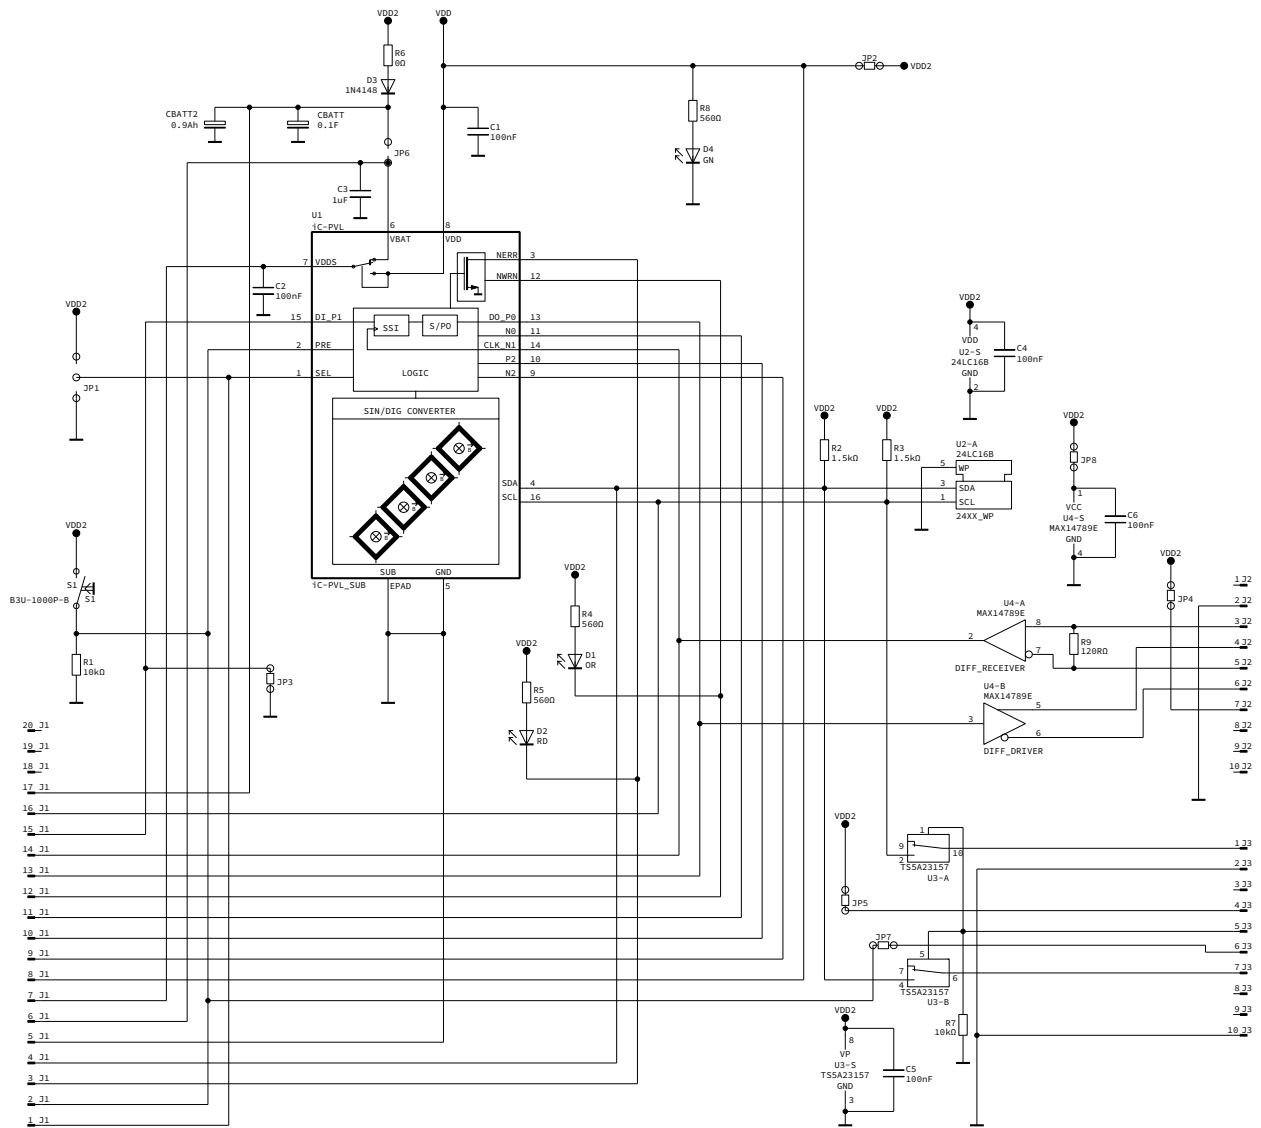 VDD2
VDD
R6
0Ω
D3
1N4148
JP2
VDD2
CBATT2
0.9Ah
CBATT
0.1F
C1
100nF
R8
560Ω
JP6
D4
GN
C3
1uF
U1
iC-PVL
6
8
VBAT
VDD
7
VDDS
NERR
3
NWRN
12
C2
100nF
VDD2
15
DI_P1
SSI
S/PO
DO_P0
13
N0
11
2
PRE
CLK_N1
14
P2
10
1
SEL
LOGIC
N2
9
JP1
SIN/DIG CONVERTER
B
B
B
B
SDA
4
SCL
16
SUB
GND
iC-PVL_SUB
EPAD
5
VDD2
4
VDD
U2-S
24LC16B
GND
2
C4
100nF
VDD2
VDD2
R2
1.5kΩ
R3
1.5kΩ
U2-A
24LC16B
5
WP
3
SDA
1
SCL
24XX_WP
VDD2
JP8
1
VCC
U4-S
MAX14789E
GND
4
C6
100nF
VDD2
S1
B3U-1000P-B
S1
R1
10kΩ
JP3
VDD2
R4
560Ω
D1
OR
VDD2
R5
560Ω
D2
RD
VDD2
JP4
U4-A
MAX14789E
2
8
7
R9
120RΩ
DIFF_RECEIVER
U4-B
MAX14789E
3
5
6
DIFF_DRIVER
1 J2
2 J2
3 J2
4 J2
5 J2
6 J2
7 J2
8 J2
9 J2
10 J2
20 J1
19 J1
18 J1
17 J1
16 J1
15 J1
14 J1
13 J1
12 J1
11 J1
10 J1
9 J1
8 J1
7 J1
6 J1
5 J1
4 J1
3 J1
2 J1
1 J1
VDD2
JP5
1
9
2
10
TS5A23157
U3-A
JP7
5
7
4
6
TS5A23157
U3-B
R7
10kΩ
VDD2
8
VP
U3-S
TS5A23157
GND
3
C5
100nF
1 J3
2 J3
3 J3
4 J3
5 J3
6 J3
7 J3
8 J3
9 J3
10 J3